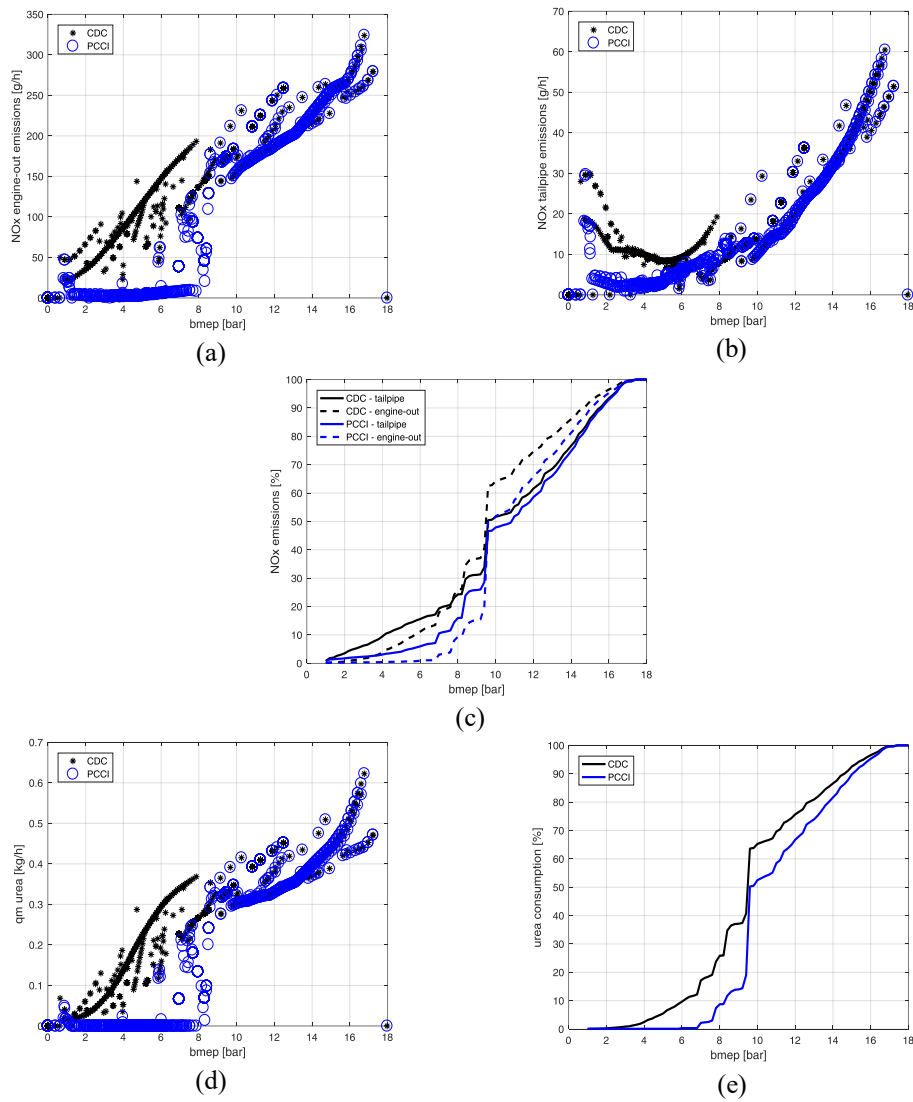 350
300
250
200
150
100
50
0
NOx engine-out emissions [g/h]
CDC
PCCI
0 2 4 6 8 10 12 14 16 18
bmep [bar]
(a)
70
60
50
40
30
20
10
0
NOx tailpipe emissions [g/h]
CDC
PCCI
0 2 4 6 8 10 12 14 16 18
bmep [bar]
(b)
100
90
80
70
60
50
40
30
20
10
0
NOx emissions [%]
CDC - tailpipe
CDC - engine-out
PCCI - tailpipe
PCCI - engine-out
0 2 4 6 8 10 12 14 16 18
bmep [bar]
(c)
0.7
0.6
0.5
0.4
0.3
0.2
0.1
0
qm urea [kg/h]
CDC
PCCI
0 2 4 6 8 10 12 14 16 18
bmep [bar]
(d)
100
90
80
70
60
50
40
30
20
10
0
urea consumption [%]
CDC
PCCI
0 2 4 6 8 10 12 14 16 18
bmep [bar]
(e)